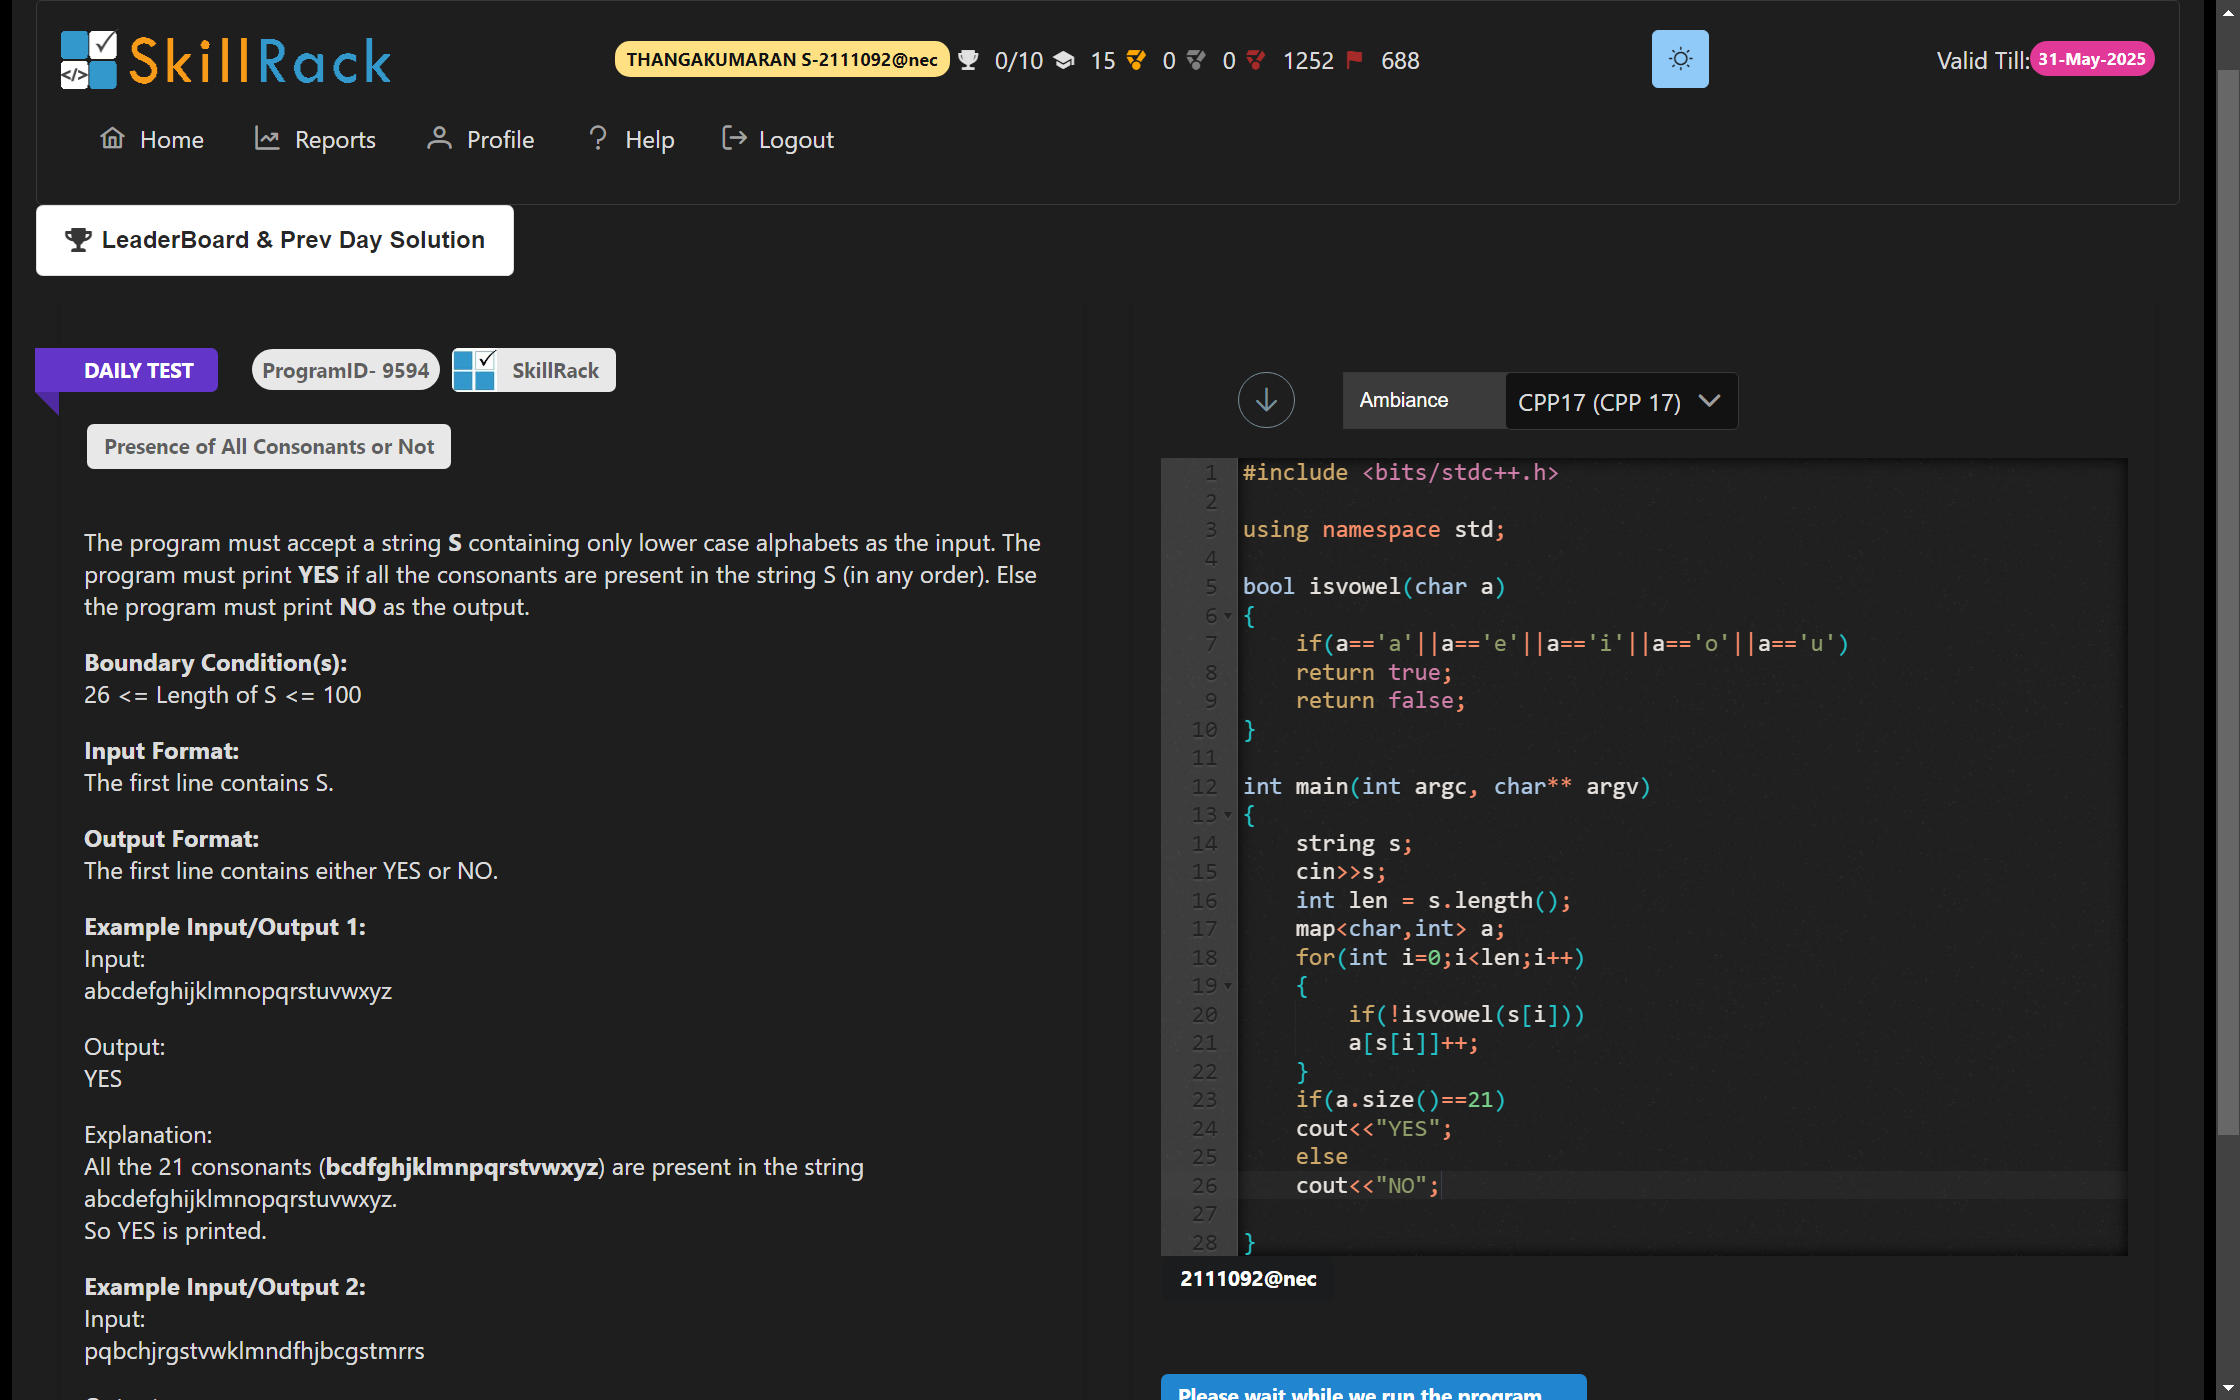 SkillRack
THANGAKUMARAN S-2111092@nec 0/10 15 0 0 1252 688
Valid Till: 31-May-2025
Home Reports Profile Help Logout
LeaderBoard & Prev Day Solution
DAILY TEST ProgramID- 9594 SkillRack
Presence of All Consonants or Not
The program must accept a string S containing only lower case alphabets as the input. The
program must print YES if all the consonants are present in the string S (in any order). Else
the program must print NO as the output.
Boundary Condition(s):
26 <= Length of S <= 100
Input Format:
The first line contains S.
Output Format:
The first line contains either YES or NO.
Example Input/Output 1:
Input:
abcdefghijklmnopqrstuvwxyz
Output:
YES
Explanation:
All the 21 consonants (bcdfghjklmnpqrstvwxyz) are present in the string
abcdefghijklmnopqrstuvwxyz.
So YES is printed.
Example Input/Output 2:
Input:
pqbchjrgstvwklmndfhjbcgstmrrs
Ambiance CPP17 (CPP 17)
1 #include <bits/stdc++.h>
2
3 using namespace std;
4
5 bool isvowel(char a)
6 {
7 if(a=='a'||a=='e'||a=='i'||a=='o'||a=='u')
8 return true;
9 return false;
10 }
11
12 int main(int argc, char** argv)
13 {
14 string s;
15 cin>>s;
16 int len = s.length();
17 map<char,int> a;
18 for(int i=0;i<len;i++)
19 {
20 if(!isvowel(s[i]))
21 a[s[i]]++;
22 }
23 if(a.size()==21)
24 cout<<"YES";
25 else
26 cout<<"NO";
27
28 }
2111092@nec
Please wait while we run the program